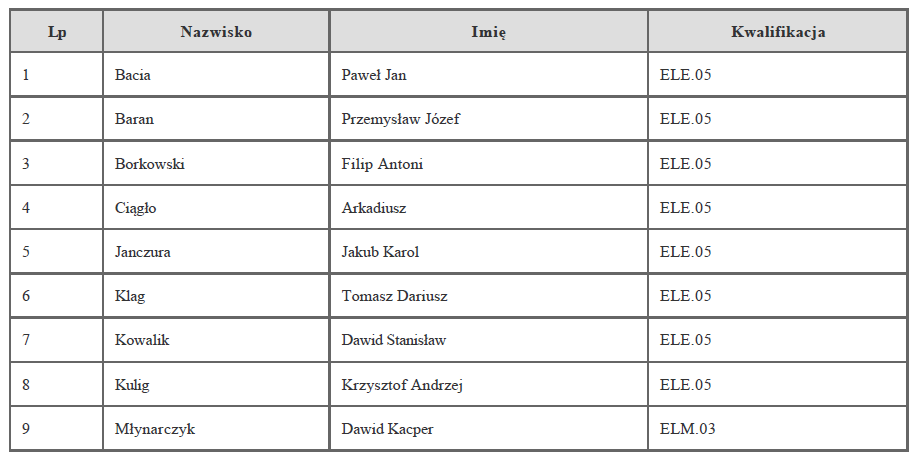 Lp Nazwisko Imię Kwalifikacja
1 Bacia Paweł Jan ELE.05
2 Baran Przemysław Józef ELE.05
3 Borkowski Filip Antoni ELE.05
4 Ciągło Arkadiusz ELE.05
5 Janczura Jakub Karol ELE.05
6 Klag Tomasz Dariusz ELE.05
7 Kowalik Dawid Stanisław ELE.05
8 Kulig Krzysztof Andrzej ELE.05
9 Młynarczyk Dawid Kacper ELM.03